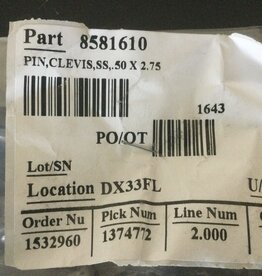 Part 8581610
PIN,CLEVIS,SS,.50 X 2.75
1643
PO/OT
Lot/SN
Location DX33FL U/
Order Nu Pick Num Line Num
1532960 1374772 2.000